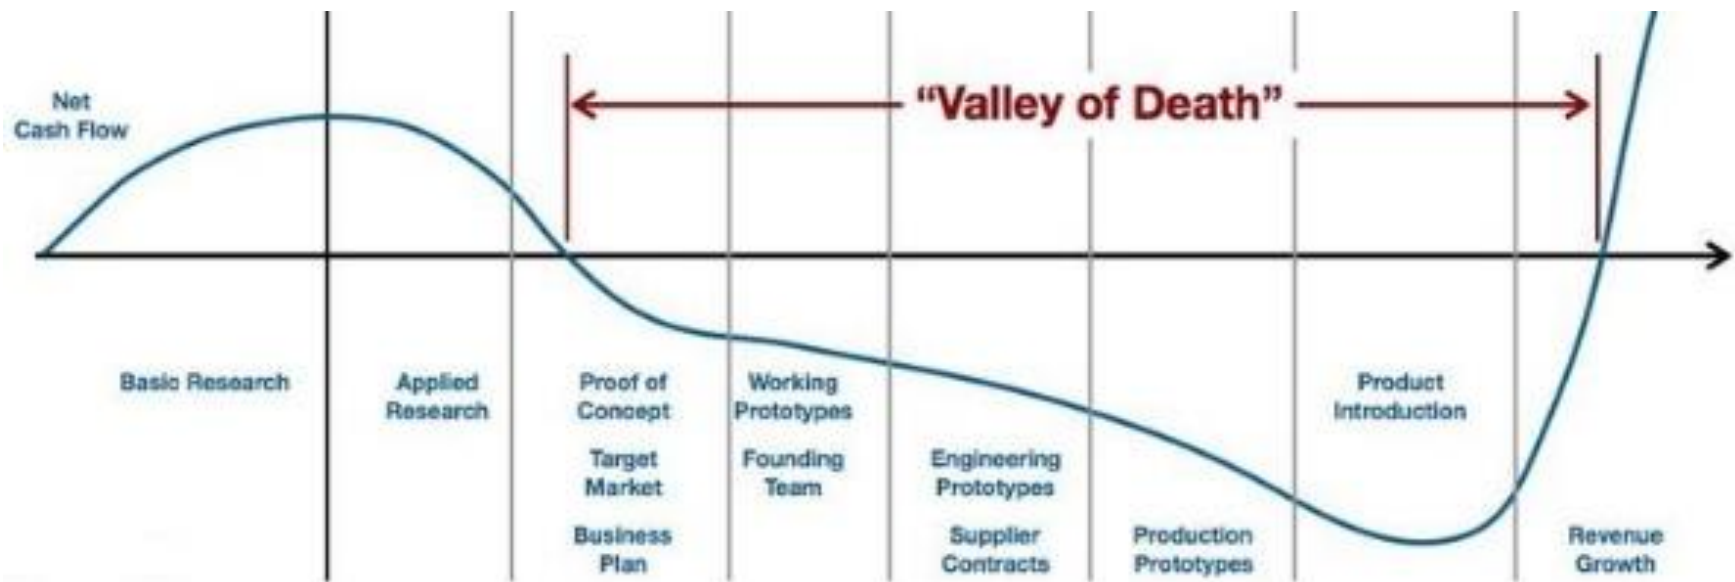 Net
Cash Flow
“Valley of Death”
Basic Research
Applied
Research
Proof of
Concept
Target
Market
Business
Plan
Working
Prototypes
Founding
Team
Engineering
Prototypes
Supplier
Contracts
Production
Prototypes
Product
Introduction
Revenue
Growth